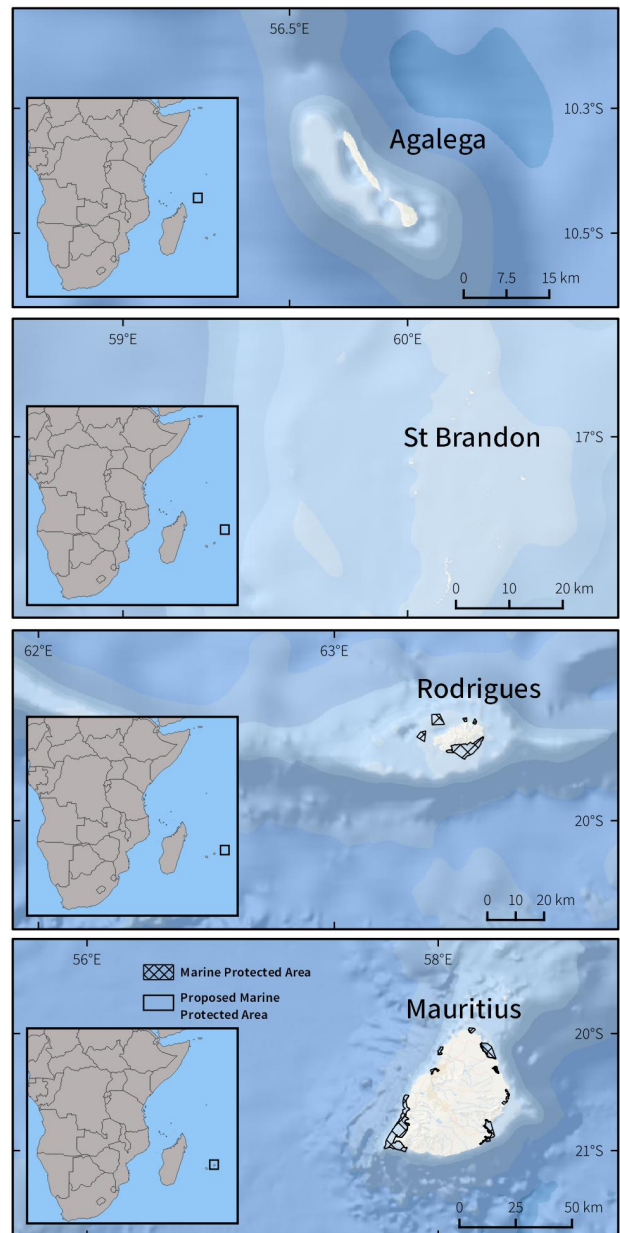 56.5°E
10.3°S
Agalega
10.5°S
0 7.5 15 km
59°E 60°E
St Brandon 17°S
0 10 20 km
62°E 63°E
Rodrigues
20°S
0 10 20 km
56°E 58°E
Marine Protected Area
Proposed Marine
Protected Area
Mauritius
20°S
21°S
0 25 50 km